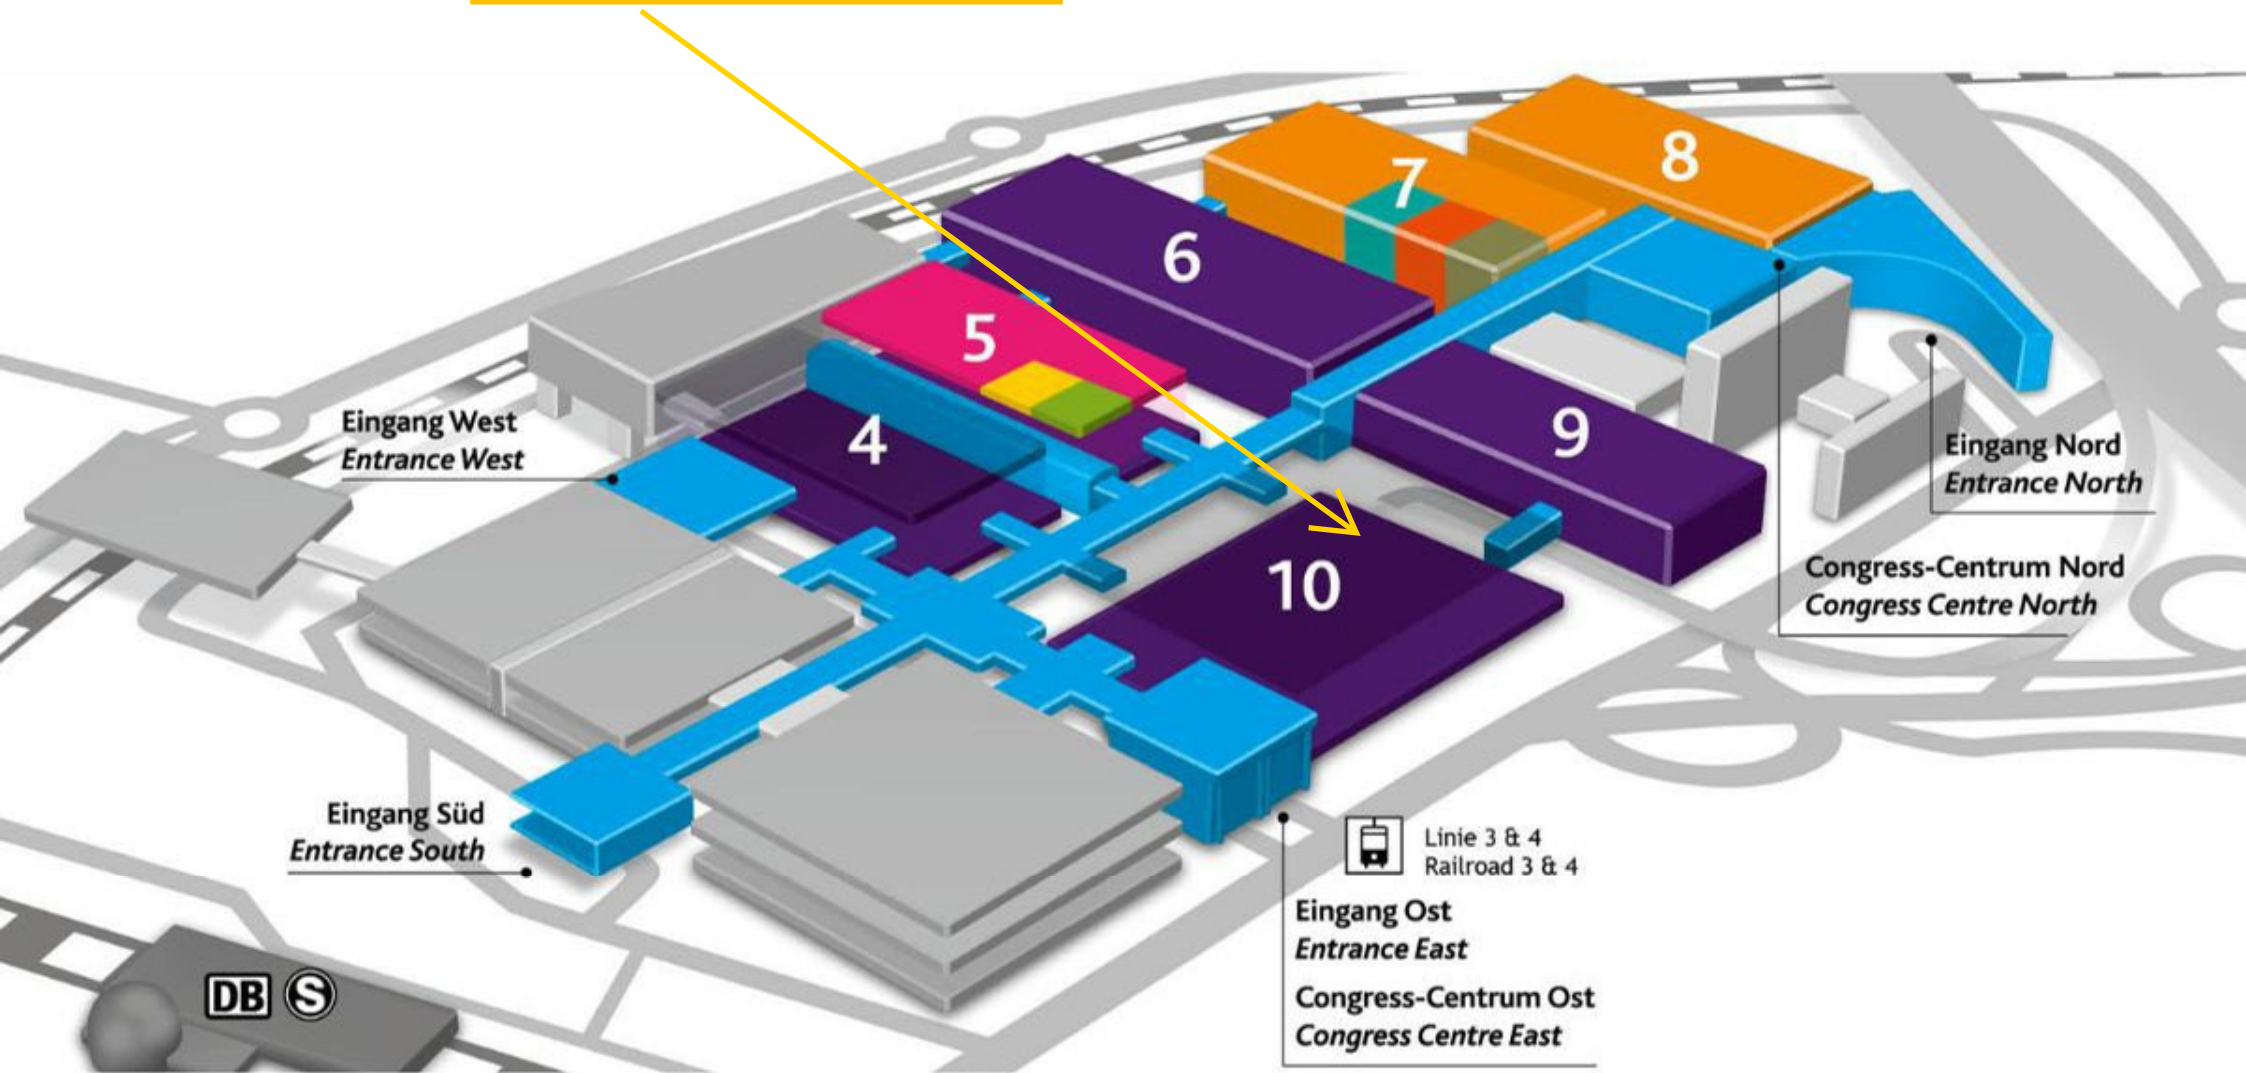 8
7
6
5
9
4
10
Eingang West
Entrance West
Eingang Nord
Entrance North
Congress-Centrum Nord
Congress Centre North
Eingang Süd
Entrance South
Linie 3 & 4
Railroad 3 & 4
Eingang Ost
Entrance East
Congress-Centrum Ost
Congress Centre East
DB S